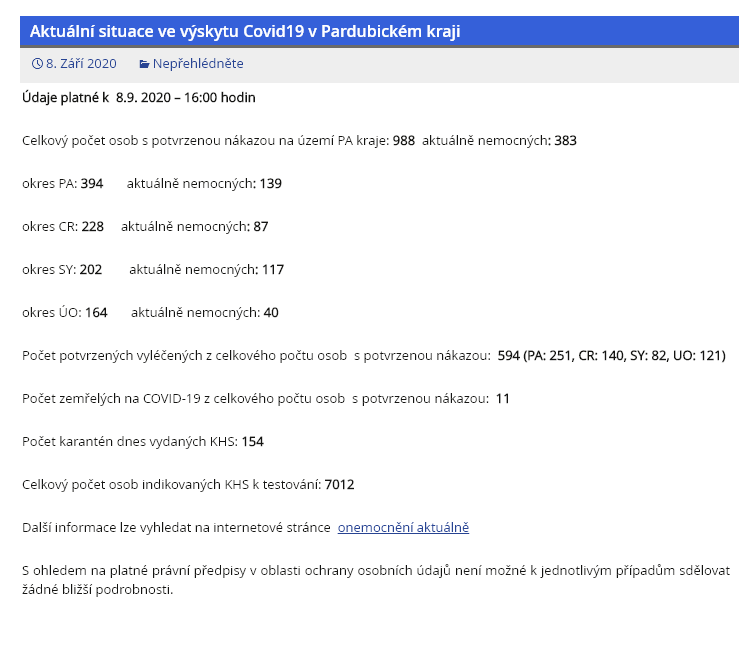 Aktuální situace ve výskytu Covid19 v Pardubickém kraji
8. Září 2020 Nepřehlédněte
Údaje platné k 8.9. 2020 – 16:00 hodin
Celkový počet osob s potvrzenou nákazou na území PA kraje: 988 aktuálně nemocných: 383
okres PA: 394 aktuálně nemocných: 139
okres CR: 228 aktuálně nemocných: 87
okres SY: 202 aktuálně nemocných: 117
okres ÚO: 164 aktuálně nemocných: 40
Počet potvrzených vyléčených z celkového počtu osob s potvrzenou nákazou: 594 (PA: 251, CR: 140, SY: 82, UO: 121)
Počet zemřelých na COVID-19 z celkového počtu osob s potvrzenou nákazou: 11
Počet karantén dnes vydaných KHS: 154
Celkový počet osob indikovaných KHS k testování: 7012
Další informace lze vyhledat na internetové stránce onemocnění aktuálně
S ohledem na platné právní předpisy v oblasti ochrany osobních údajů není možné k jednotlivým případům sdělovat
žádné bližší podrobnosti.